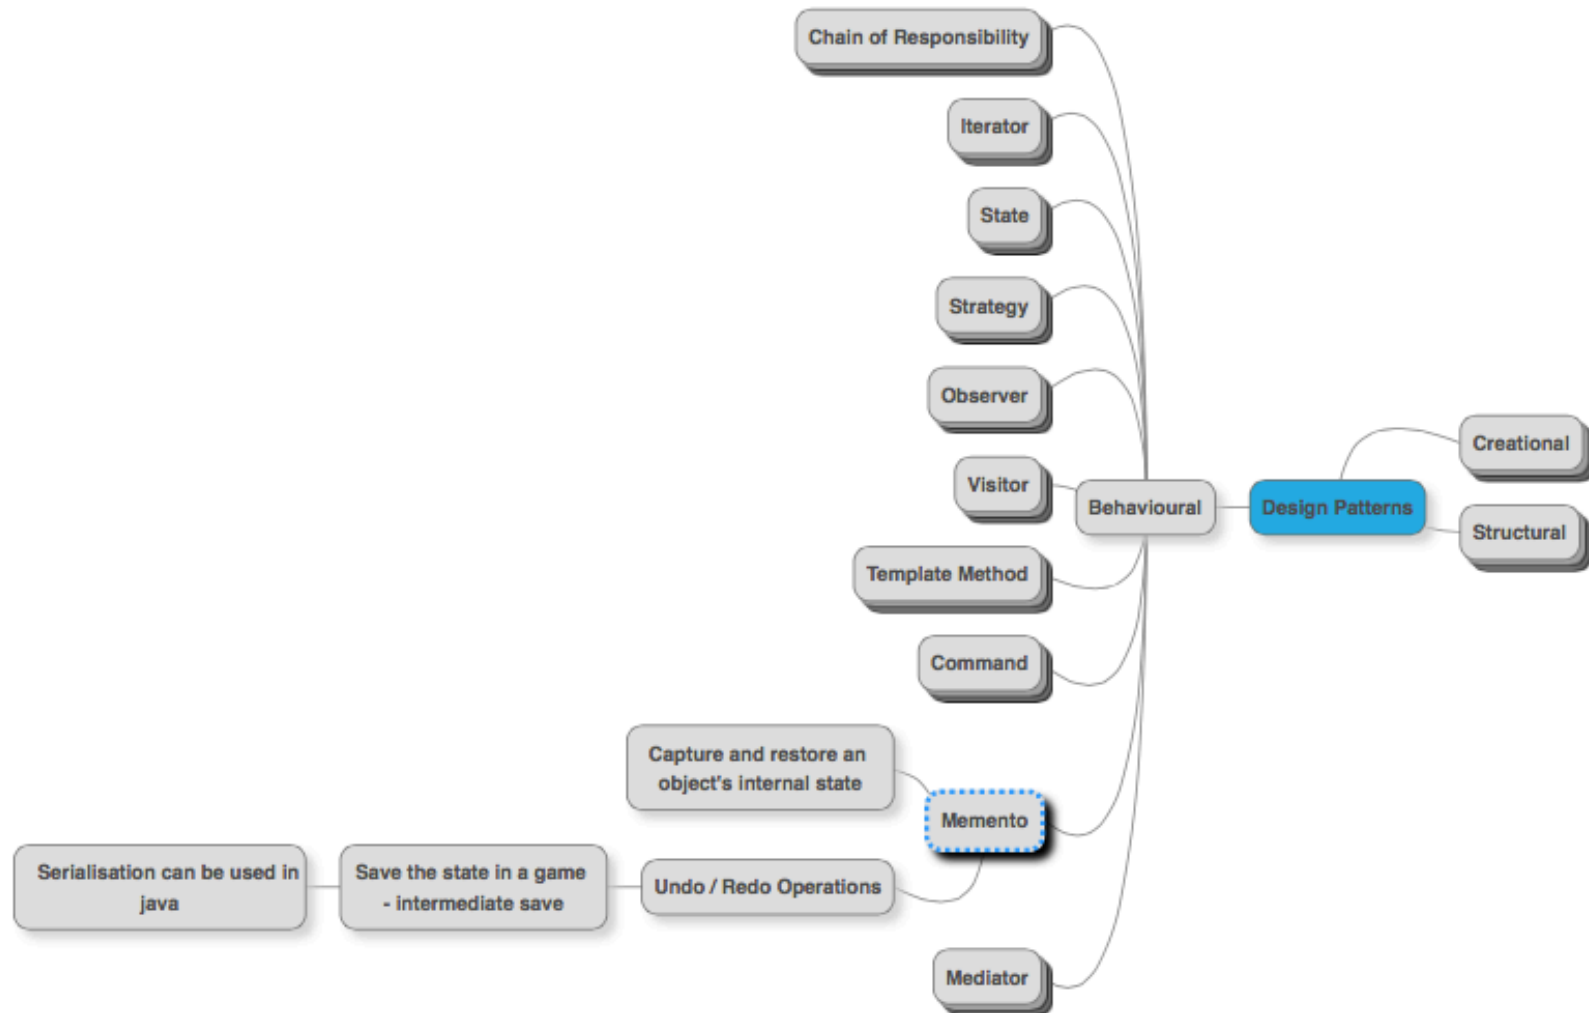 Chain of Responsibility
Iterator
State
Strategy
Observer
Visitor
Behavioural
Design Patterns
Creational
Structural
Template Method
Command
Capture and restore an
object's internal state
Memento
Undo / Redo Operations
Save the state in a game
- intermediate save
Serialisation can be used in
java
Mediator